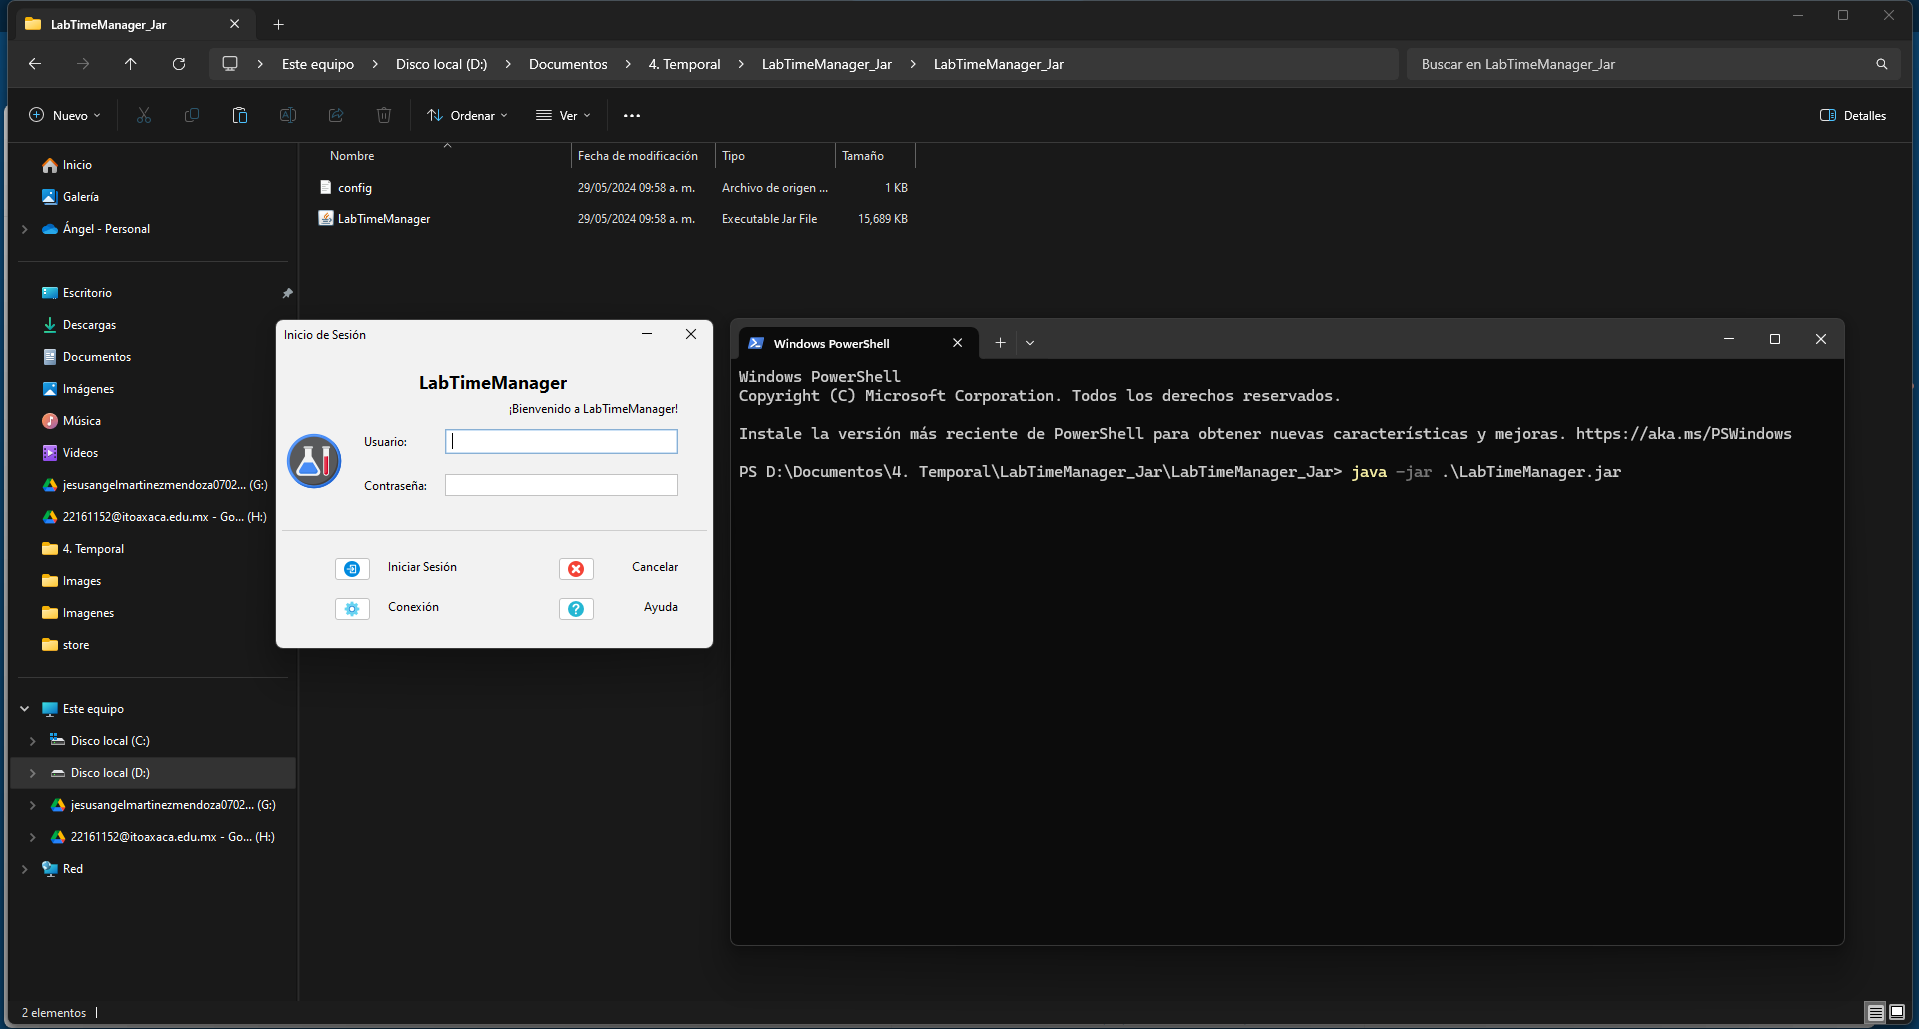 LabTimeManager_Jar
Este equipo > Disco local (D:) > Documentos > 4. Temporal > LabTimeManager_Jar > LabTimeManager_Jar
Buscar en LabTimeManager_Jar
Nuevo
Ordenar
Ver
Detalles
Nombre
Fecha de modificación
Tipo
Tamaño
config
29/05/2024 09:58 a. m.
Archivo de origen ...
1 KB
LabTimeManager
29/05/2024 09:58 a. m.
Executable Jar File
15,689 KB
Inicio
Galería
Ángel - Personal
Escritorio
Descargas
Documentos
Imágenes
Música
Videos
jesusangelmartinezmendoza0702... (G:)
22161152@itoaxaca.edu.mx - Go... (H:)
4. Temporal
Images
Imagenes
store
Este equipo
Disco local (C:)
Disco local (D:)
jesusangelmartinezmendoza0702... (G:)
22161152@itoaxaca.edu.mx - Go... (H:)
Red
2 elementos
Inicio de Sesión
LabTimeManager
¡Bienvenido a LabTimeManager!
Usuario:
Contraseña:
Iniciar Sesión
Cancelar
Conexión
Ayuda
Windows PowerShell
Windows PowerShell
Copyright (C) Microsoft Corporation. Todos los derechos reservados.
Instale la versión más reciente de PowerShell para obtener nuevas características y mejoras. https://aka.ms/PSWindows
PS D:\Documentos\4. Temporal\LabTimeManager_Jar\LabTimeManager_Jar> java -jar .\LabTimeManager.jar